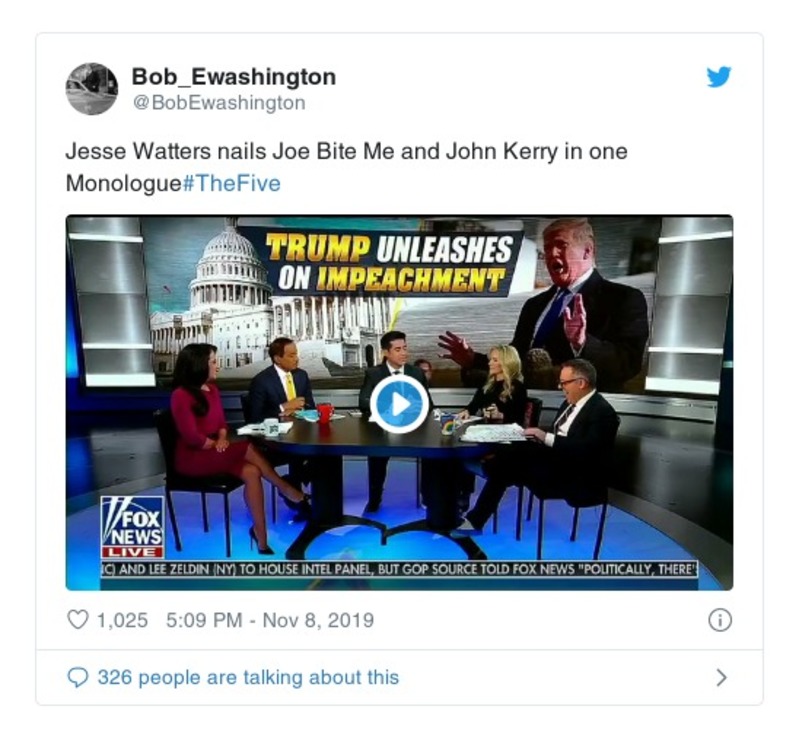 Bob_Ewashington
@BobEwashington
Jesse Watters nails Joe Bite Me and John Kerry in one
Monologue#TheFive
TRUMP UNLEASHES
ON IMPEACHMENT
FOX
NEWS
LIVE
C) AND LEE ZELDIN (NY) TO HOUSE INTEL PANEL, BUT GOP SOURCE TOLD FOX NEWS "POLITICALLY, THERE'
1,025 5:09 PM - Nov 8, 2019
326 people are talking about this